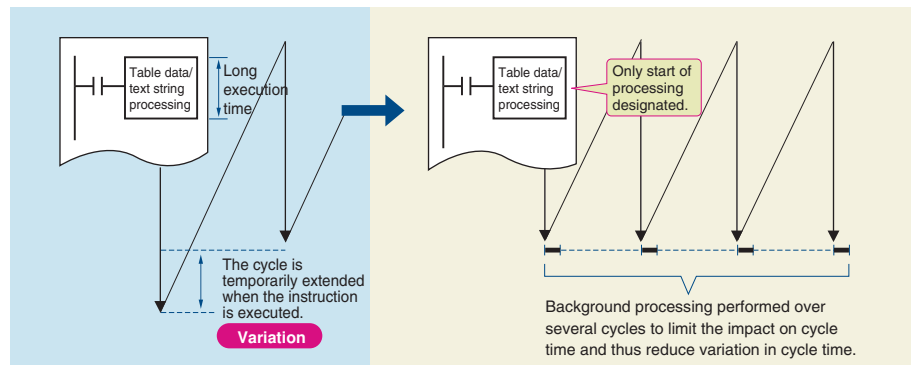 Table data/
text string
processing
Long
execution
time
The cycle is
temporarily extended
when the instruction
is executed.
Variation
Table data/
text string
processing
Only start of
processing
designated.
Background processing performed over
several cycles to limit the impact on cycle
time and thus reduce variation in cycle time.